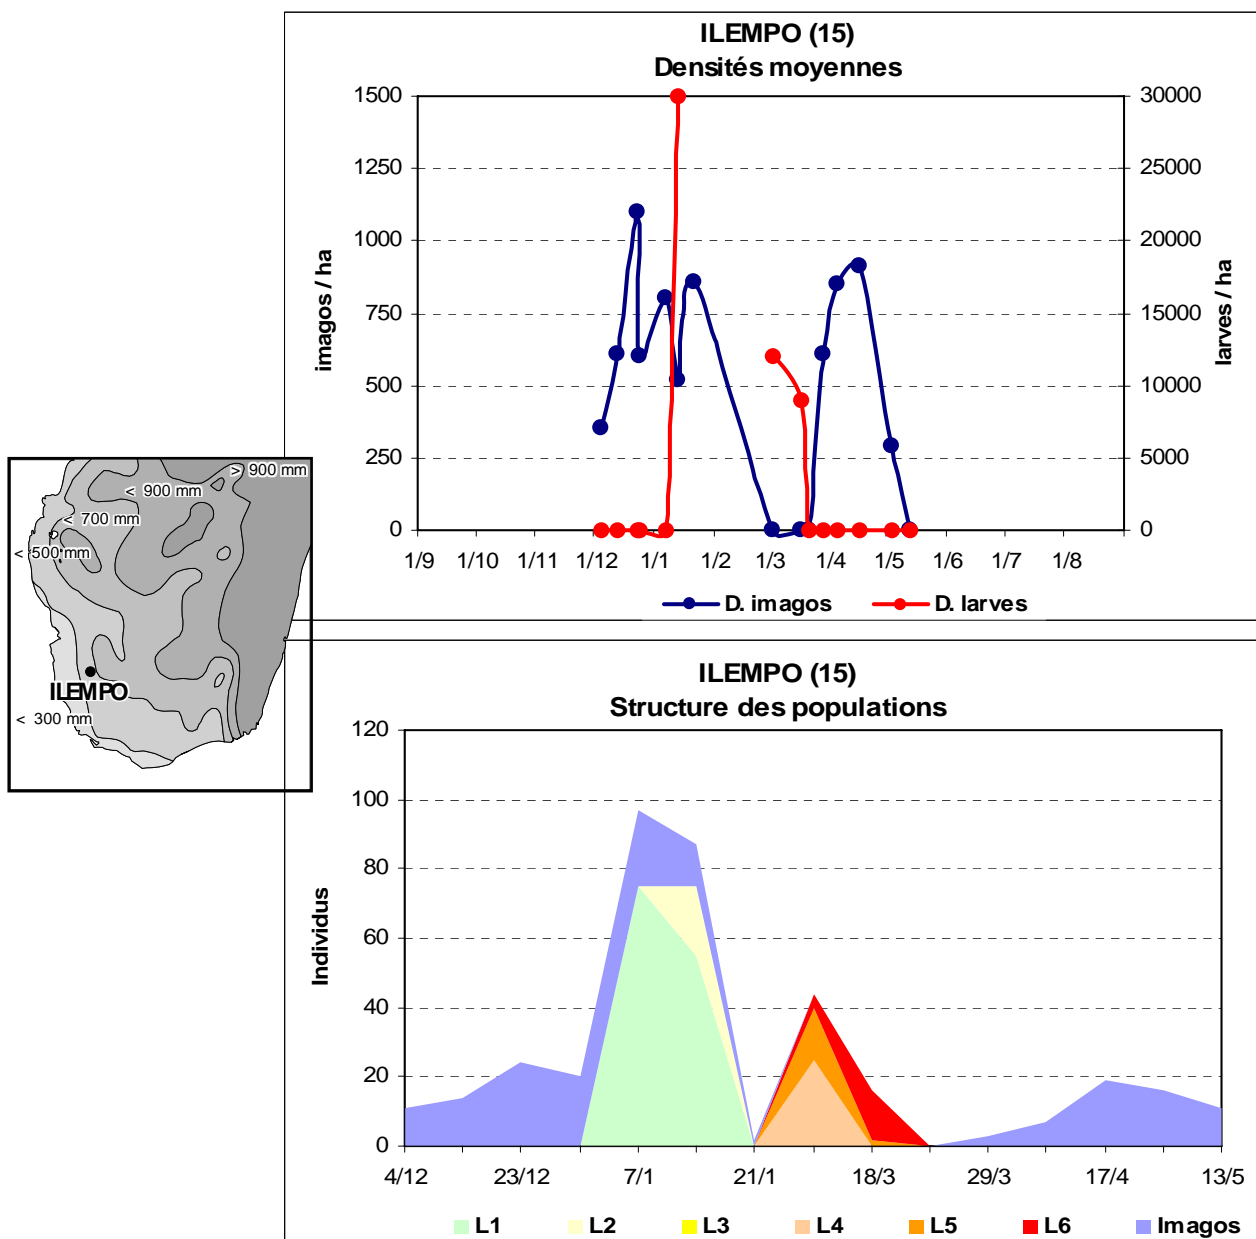 ILEMPO (15)
Densités moyennes
1500
1250
1000
750
500
250
0
imagos / ha
30000
25000
20000
15000
10000
5000
0
larves / ha
1/9 1/10 1/11 1/12 1/1 1/2 1/3 1/4 1/5 1/6 1/7 1/8
D. imagos D. larves
> 900 mm
< 900 mm
< 700 mm
< 500 mm
ILEMPO
< 300 mm
ILEMPO (15)
Structure des populations
120
100
80
60
40
20
0
Individus
4/12 23/12 7/1 21/1 18/3 29/3 17/4 13/5
L1 L2 L3 L4 L5 L6 Imagos